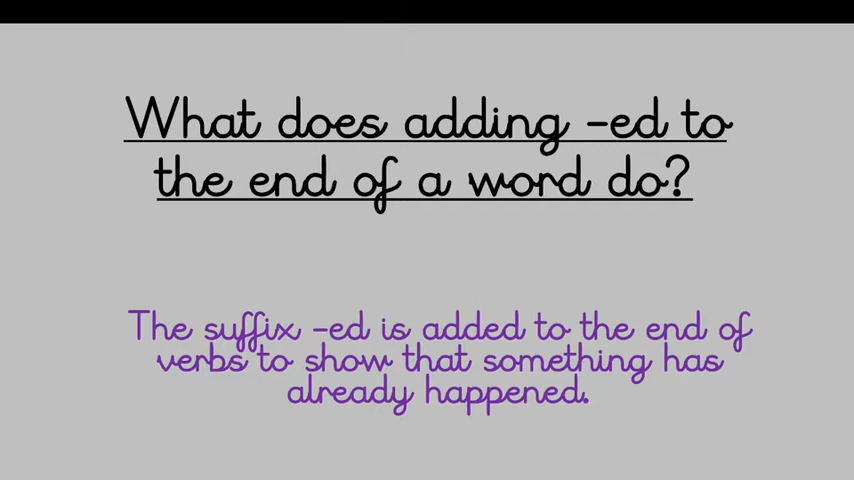 What does adding -ed to
the end of a word do?
The suffix -ed is added to the end of
verbs to show that something has
already happened.